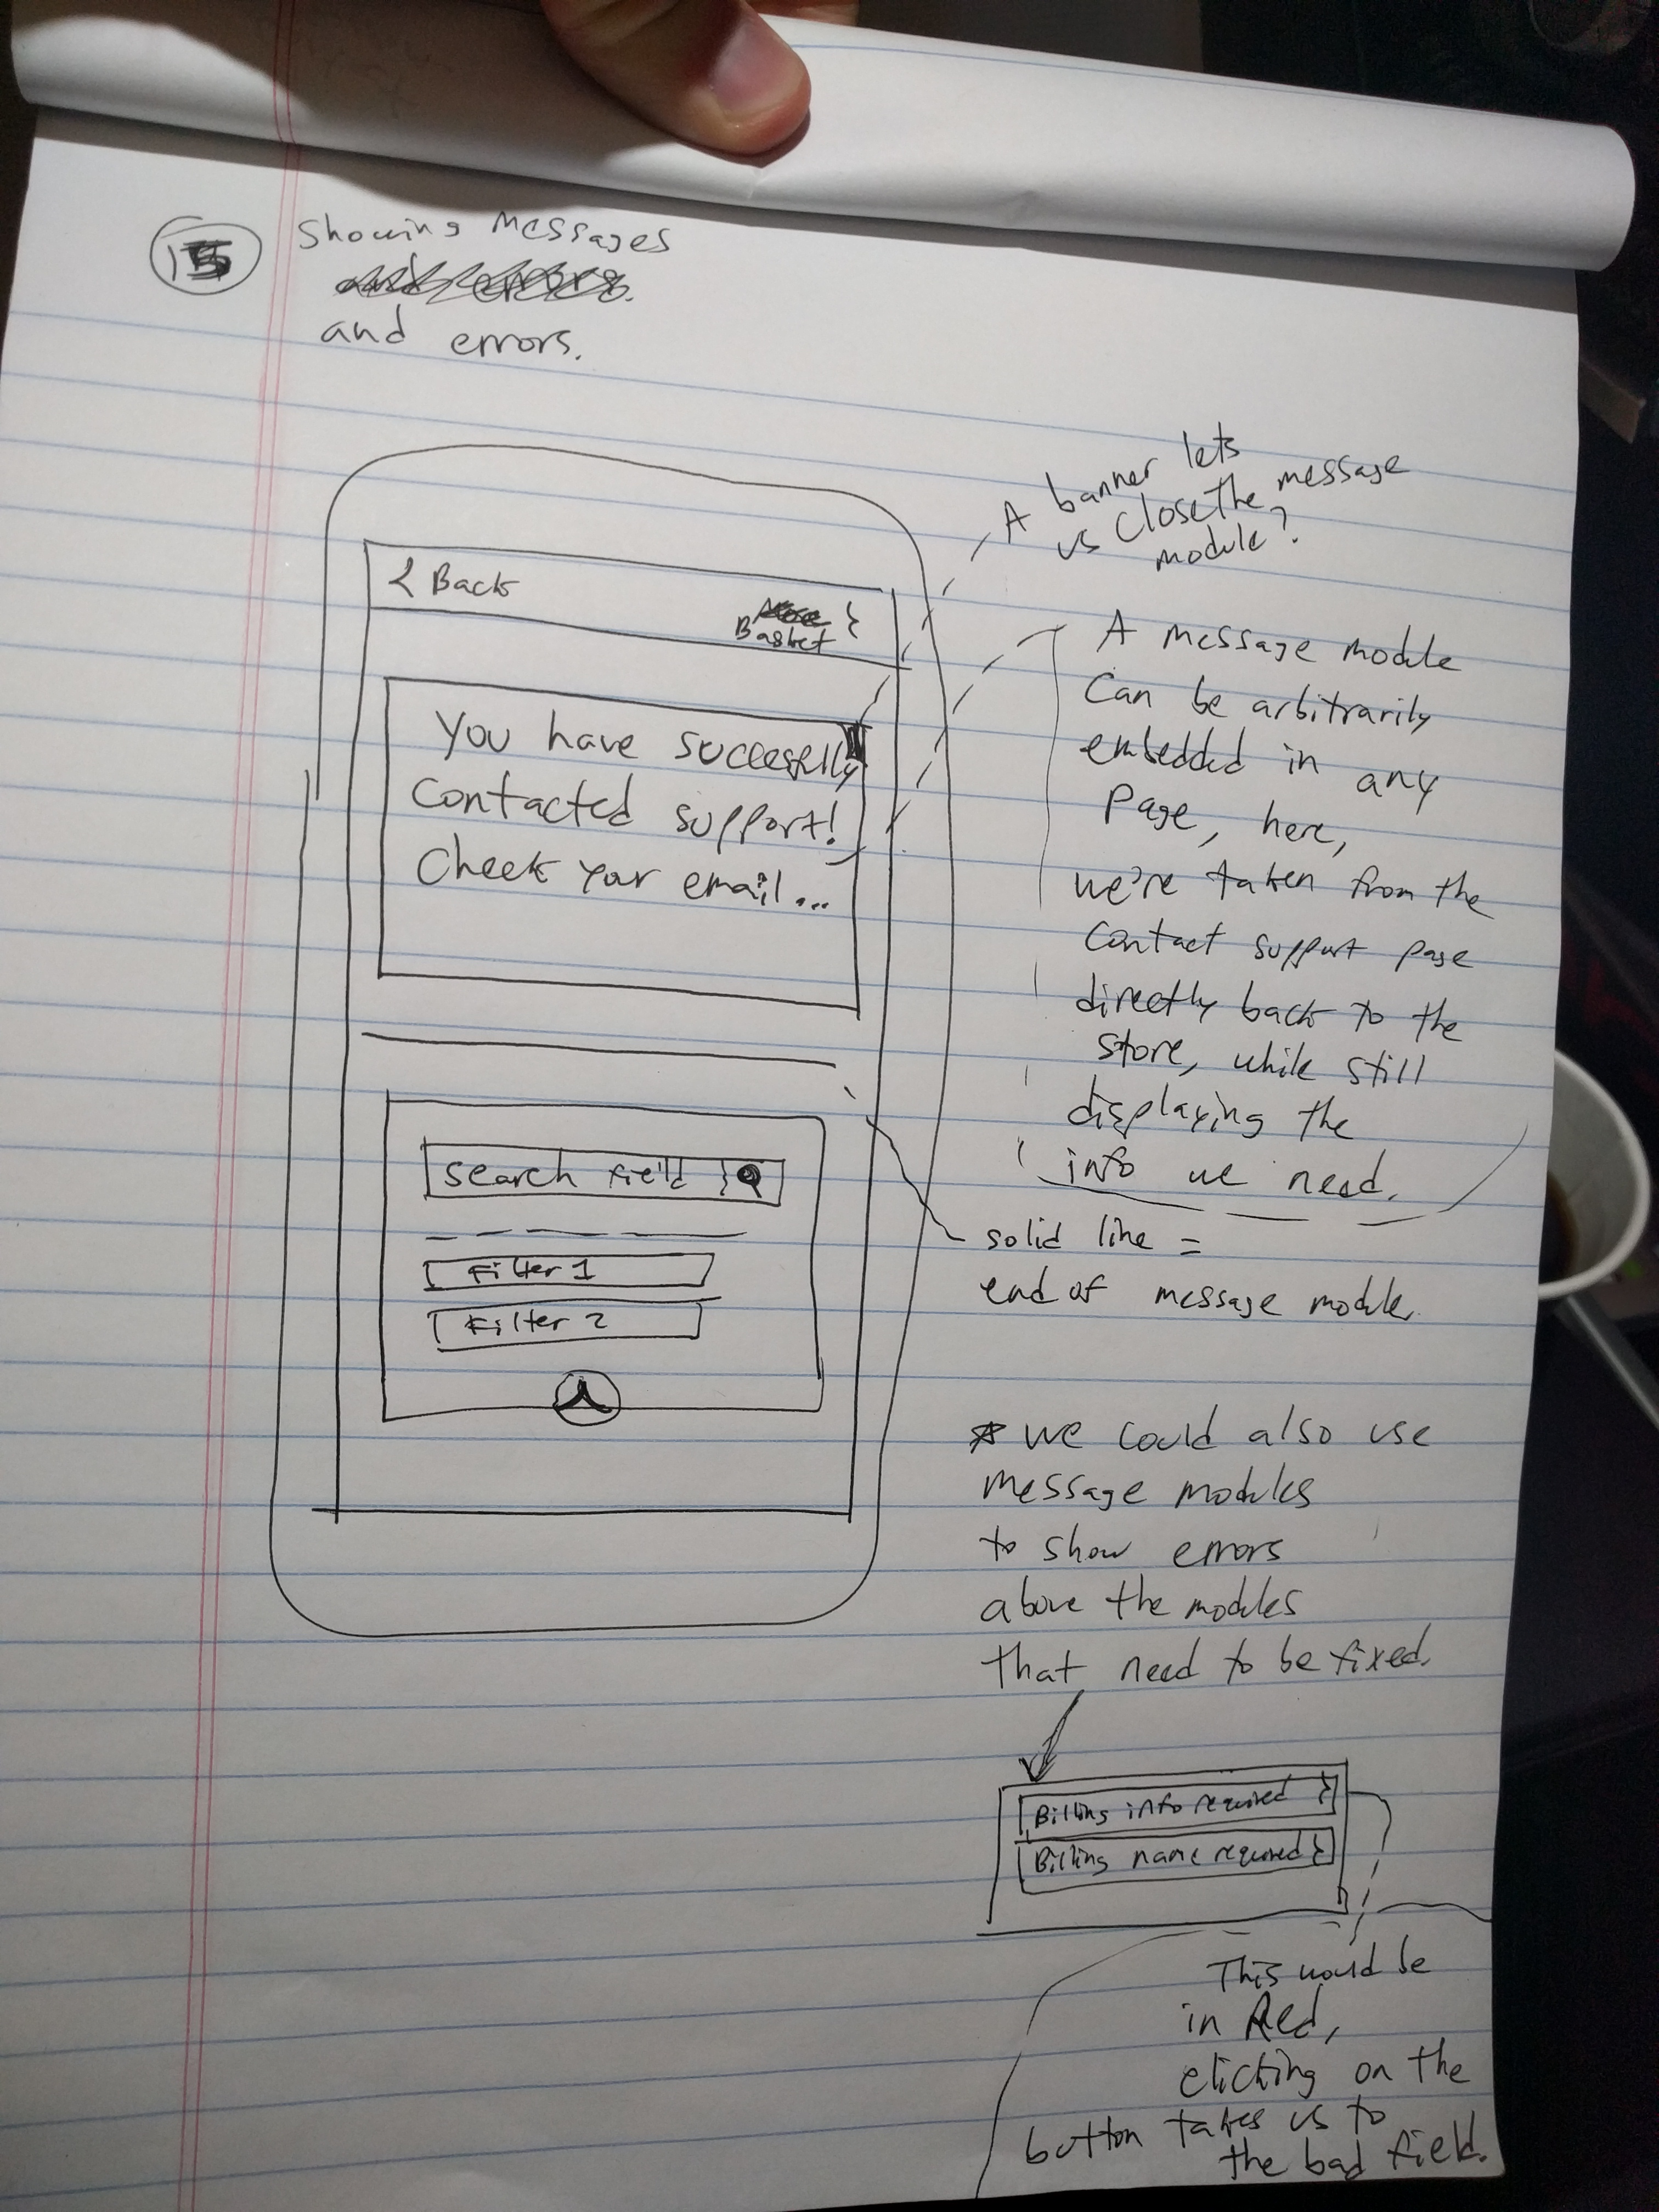 15
Showing messages
and errors.
and errors.
< Back
Basket }
You have succesflly
contacted support!
Check your email...
Search field
Filter 1
Filter 2
A banner lets
us close the message
module?
A message module
can be arbitrarily
embedded in any
page, here,
we're taken from the
contact support page
directly back to the
store, while still
displaying the
info we need.
solid line =
end of message module.
* we could also use
message modules
to show errors
above the modules
that need to be fixed.
Billing info required }
Billing name required }
This would be
in Red,
clicking on the
button takes us to
the bad field.